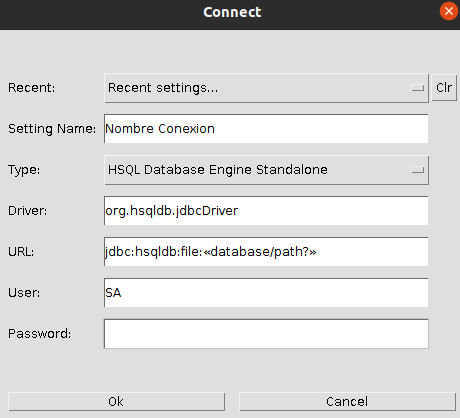 Connect
Recent: Recent settings... Clr
Setting Name: Nombre Conexion
Type: HSQL Database Engine Standalone
Driver: org.hsqldb.jdbcDriver
URL: jdbc:hsqldb:file:«database/path?»
User: SA
Password:
Ok Cancel